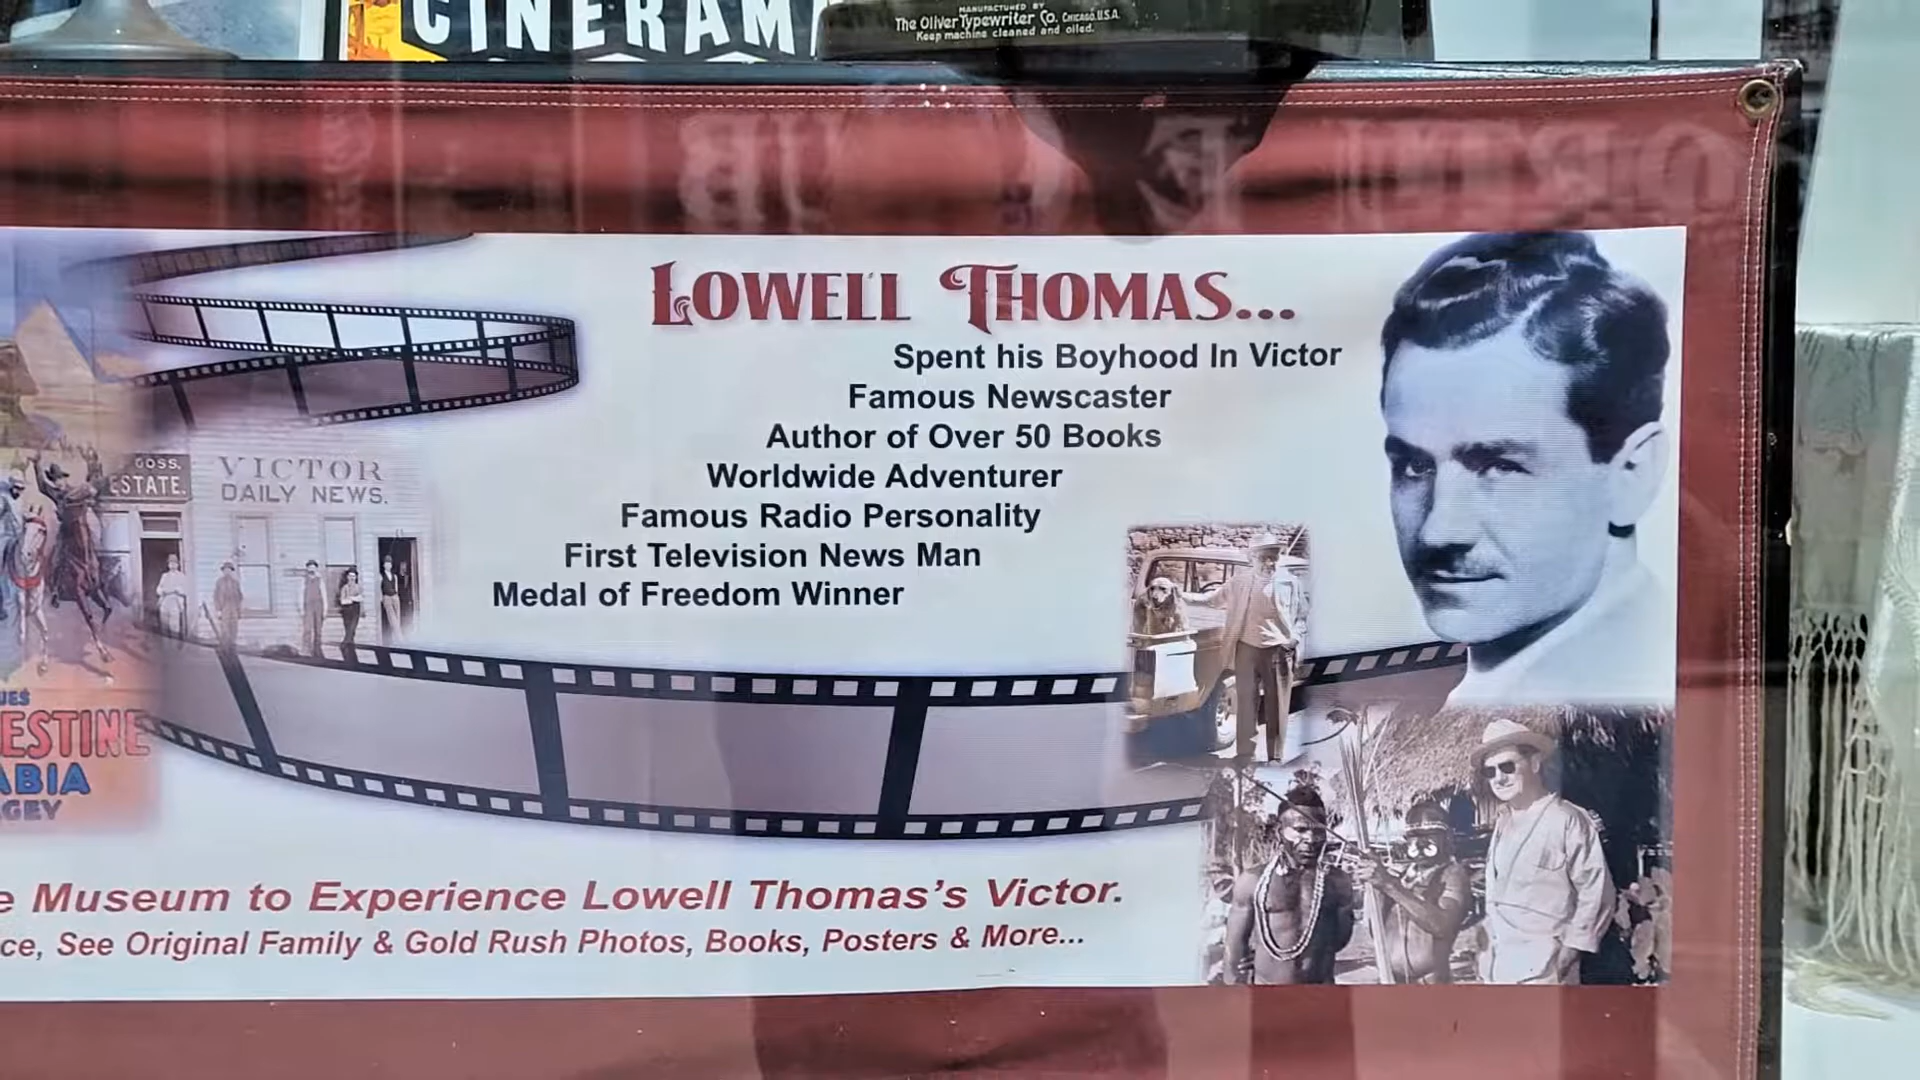 CINERAM
MANUFACTURED BY
The Oliver Typewriter Co. CHICAGO U.S.A.
Keep machine cleaned and oiled.
LOWELL THOMAS...
Spent his Boyhood In Victor
Famous Newscaster
Author of Over 50 Books
Worldwide Adventurer
Famous Radio Personality
First Television News Man
Medal of Freedom Winner
GOSS.
ESTATE.
VICTOR
DAILY NEWS.
UES
ESTINE
ABIA
GEY
e Museum to Experience Lowell Thomas's Victor.
ce, See Original Family & Gold Rush Photos, Books, Posters & More...